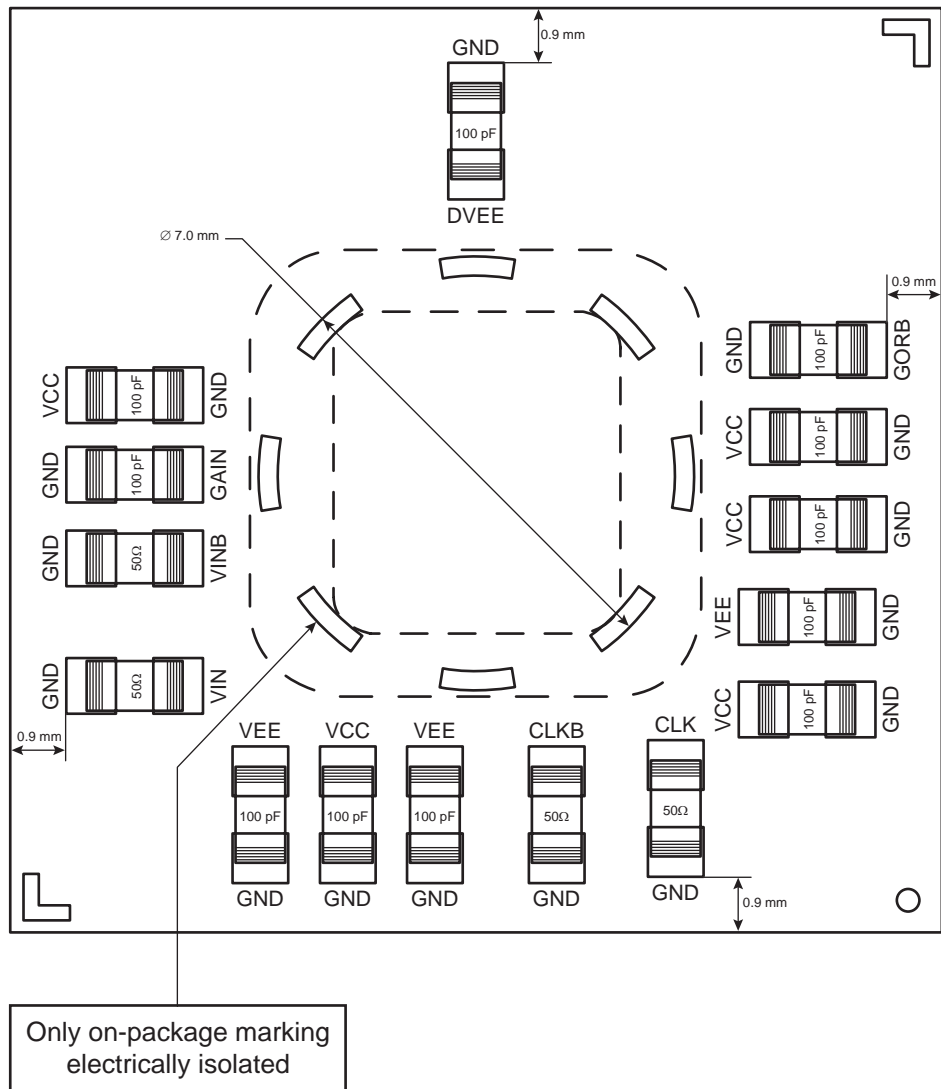 0.9 mm
GND
100 pF
DVEE
∅ 7.0 mm
0.9 mm
GND
100 pF
GORB
VCC
100 pF
GND
VCC
100 pF
GND
GND
100 pF
GAIN
VCC
100 pF
GND
GND
50Ω
VINB
VEE
100 pF
GND
GND
50Ω
VIN
VCC
100 pF
GND
0.9 mm
VEE
VCC
VEE
CLKB
CLK
100 pF
100 pF
100 pF
50Ω
50Ω
GND
GND
GND
GND
GND
0.9 mm
Only on-package marking
electrically isolated